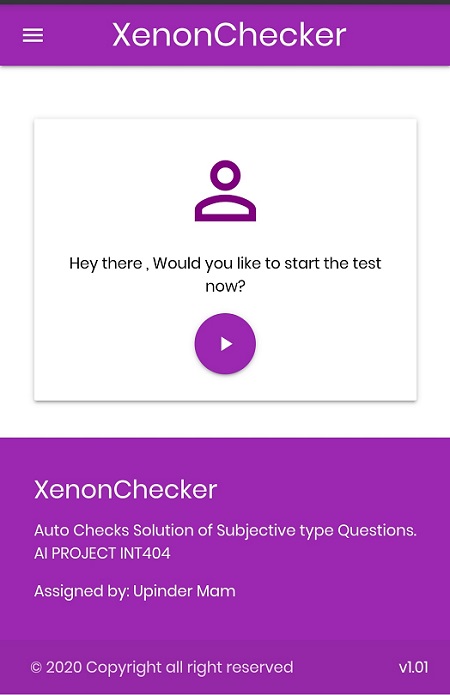 XenonChecker
Hey there , Would you like to start the test
now?
XenonChecker
Auto Checks Solution of Subjective type Questions.
AI PROJECT INT404
Assigned by: Upinder Mam
© 2020 Copyright all right reserved
v1.01